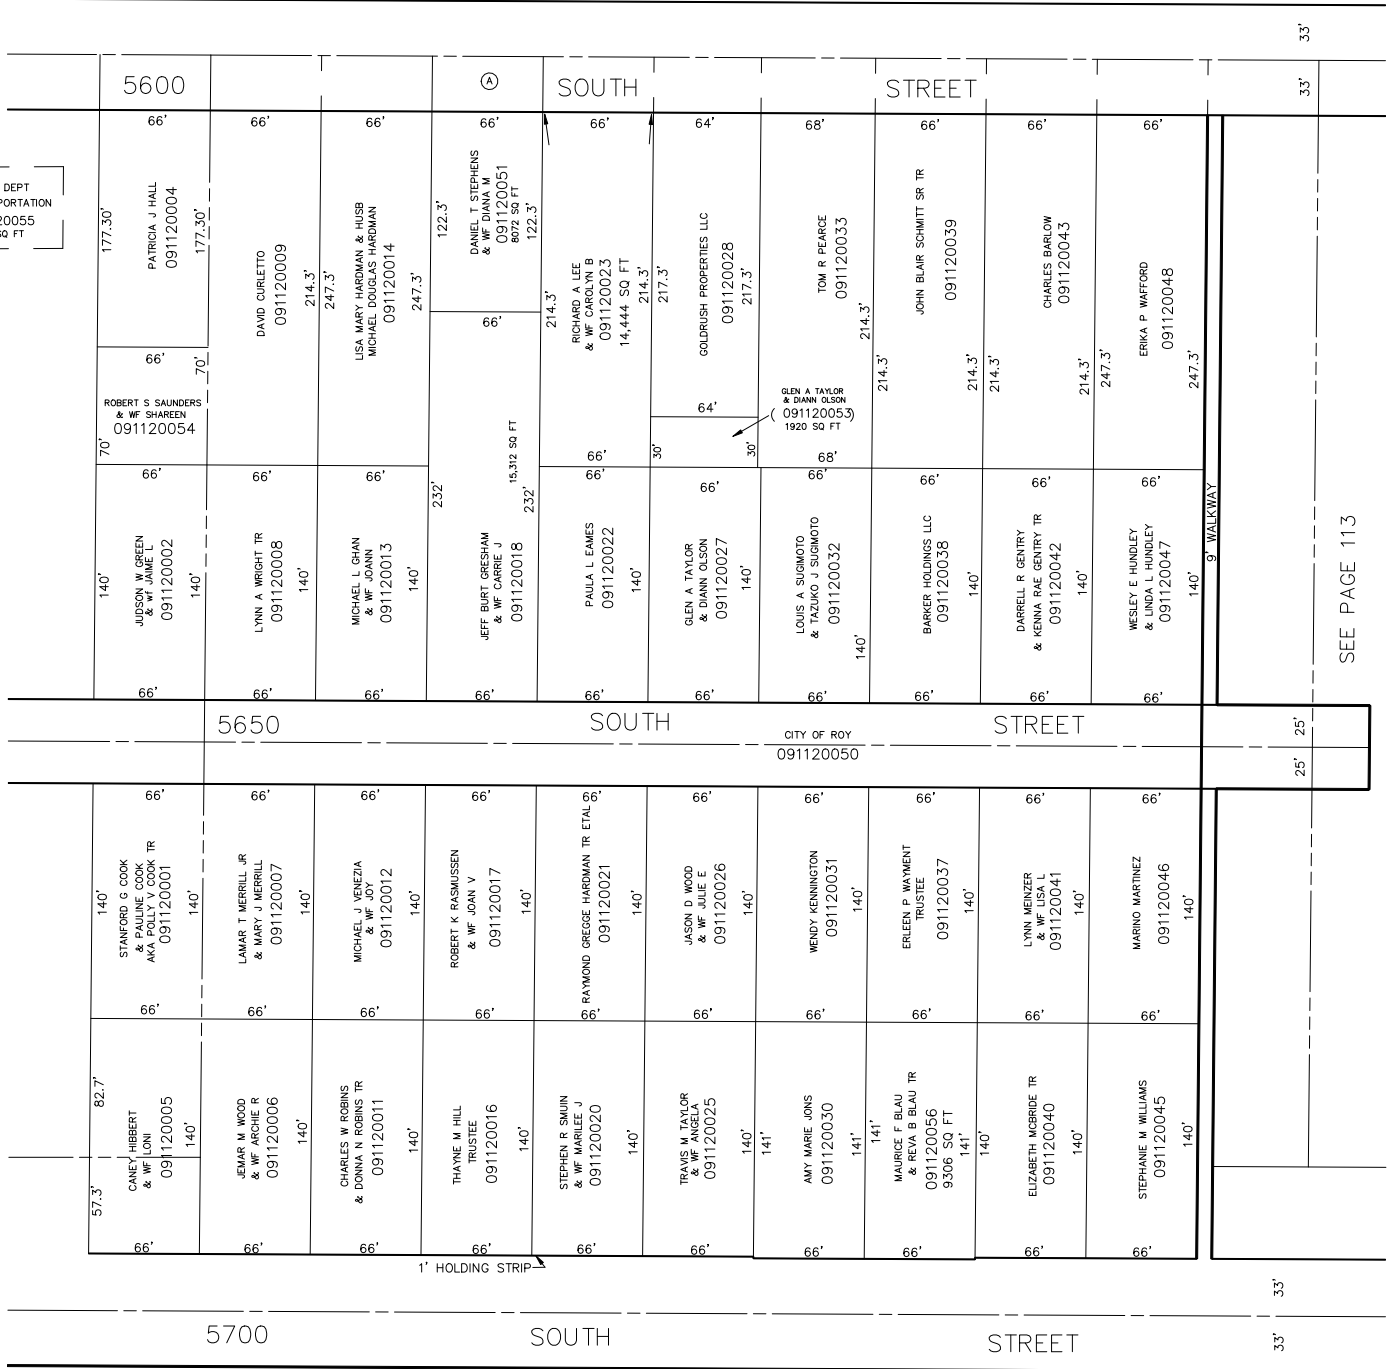 33'
5600
A
SOUTH
STREET
33'
66'
66'
66'
66'
66'
64'
68'
66'
66'
66'
DEPT
PORTATION
20055
SQ FT
177.30'
PATRICIA J HALL
091120004
177.30'
DAVID CURLETTO
091120009
214.3'
247.3'
LISA MARY HARDMAN & HUSB
MICHAEL DOUGLAS HARDMAN
091120014
247.3'
122.3'
DANIEL T STEPHENS
& WF DIANA M
091120051
8072 SQ FT
122.3'
66'
214.3'
RICHARD A LEE
& WF CAROLYN B
091120023
14,444 SQ FT
214.3'
66'
217.3'
GOLDRUSH PROPERTIES LLC
091120028
217.3'
64'
TOM R PEARCE
091120033
214.3'
68'
GLEN A TAYLOR
& DIANN OLSON
( 091120053)
1920 SQ FT
30'
30'
214.3'
JOHN BLAIR SCHMITT SR TR
091120039
214.3'
214.3'
CHARLES BARLOW
091120043
214.3'
247.3'
ERIKA P WAFFORD
091120048
247.3'
66'
70'
ROBERT S SAUNDERS
& WF SHAREEN
091120054
70'
66'
66'
66'
66'
66'
66'
66'
66'
66'
140'
JUDSON W GREEN
& wf JAIME L
091120002
140'
LYNN A WRIGHT TR
091120008
140'
MICHAEL L GHAN
& WF JOANN
091120013
140'
232'
JEFF BURT GRESHAM
& WF CARRIE J
091120018
15,312 SQ FT
232'
PAULA L EAMES
091120022
140'
GLEN A TAYLOR
& DIANN OLSON
091120027
140'
LOUIS A SUGIMOTO
& TAZUKO J SUGIMOTO
091120032
140'
BARKER HOLDINGS LLC
091120038
140'
DARRELL R GENTRY
& KENNA RAE GENTRY TR
091120042
140'
WESLEY E HUNDLEY
& LINDA L HUNDLEY
091120047
140'
9' WALKWAY
SEE PAGE 113
66'
66'
66'
66'
66'
66'
66'
66'
66'
66'
5650
SOUTH
STREET
CITY OF ROY
091120050
25'
25'
66'
66'
66'
66'
66'
66'
66'
66'
66'
66'
140'
STANFORD G COOK
& PAULINE COOK
AKA POLLY V COOK TR
091120001
140'
LAMAR T MERRILL JR
& MARY J MERRILL
091120007
140'
MICHAEL J VENEZIA
& WF JOY
091120012
140'
ROBERT K RASMUSSEN
& WF JOAN V
091120017
140'
RAYMOND GREGGE HARDMAN TR ETAL
091120021
140'
JASON D WOOD
& WF JULIE E
091120026
140'
WENDY KENNINGTON
091120031
140'
ERLEEN P WAYMENT
TRUSTEE
091120037
140'
LYNN MEINZER
& WF LISA L
091120041
140'
MARINO MARTINEZ
091120046
140'
66'
66'
66'
66'
66'
66'
66'
66'
66'
66'
82.7'
57.3'
CANEY HIBBERT
& WF LONI
091120005
140'
JEMAR M WOOD
& WF ARCHIE R
091120006
140'
CHARLES W ROBINS
& DONNA N ROBINS TR
091120011
140'
THAYNE M HILL
TRUSTEE
091120016
140'
STEPHEN R SMUIN
& WF MARILEE J
091120020
140'
TRAVIS M TAYLOR
& WF ANGELA
091120025
140'
141'
AMY MARIE JONS
091120030
141'
141'
MAURICE F BLAU
& REVA B BLAU TR
091120056
9306 SQ FT
141'
140'
ELIZABETH MCBRIDE TR
091120040
140'
STEPHANIE M WILLIAMS
091120045
140'
66'
66'
66'
66'
66'
66'
66'
66'
66'
66'
1' HOLDING STRIP
33'
5700
SOUTH
STREET
33'